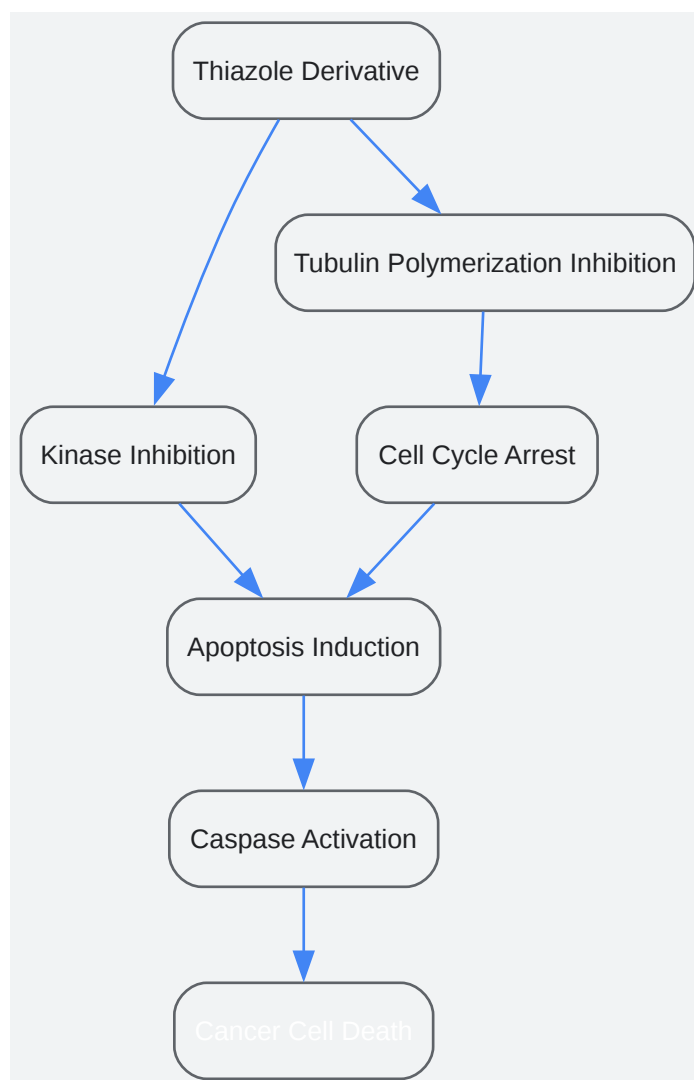 Thiazole Derivative
Tubulin Polymerization Inhibition
Kinase Inhibition
Cell Cycle Arrest
Apoptosis Induction
Caspase Activation
Cancer Cell Death